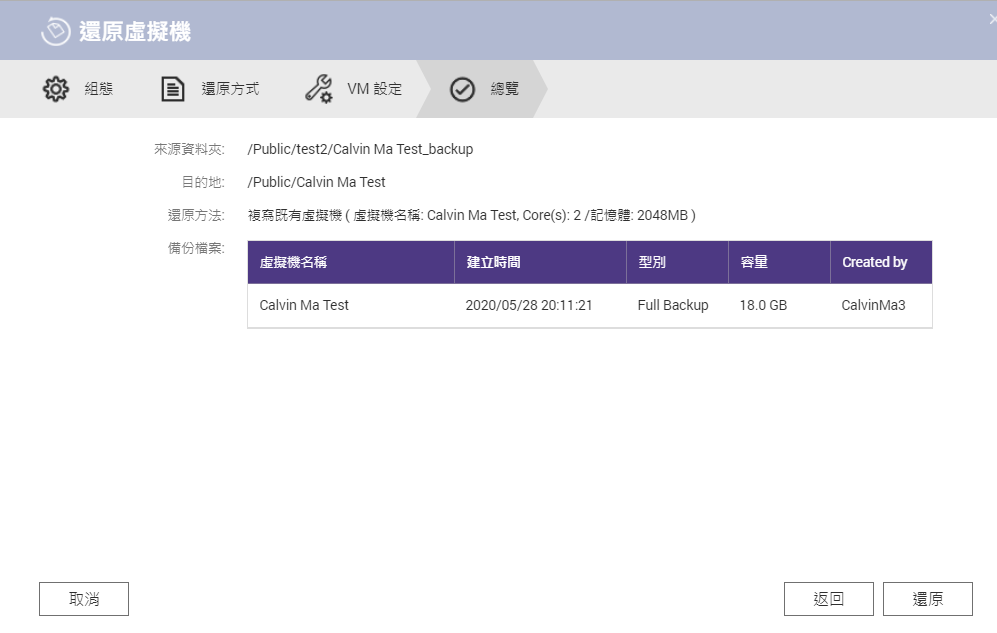 還原虛擬機
組態 還原方式 VM 設定 總覽
來源資料夾: /Public/test2/Calvin Ma Test_backup
目的地: /Public/Calvin Ma Test
還原方法: 複寫既有虛擬機 ( 虛擬機名稱: Calvin Ma Test, Core(s): 2 /記憶體: 2048MB )
備份檔案:
虛擬機名稱 建立時間 型別 容量 Created by
Calvin Ma Test 2020/05/28 20:11:21 Full Backup 18.0 GB CalvinMa3
取消 返回 還原